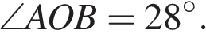 ∠AOB = 28°.